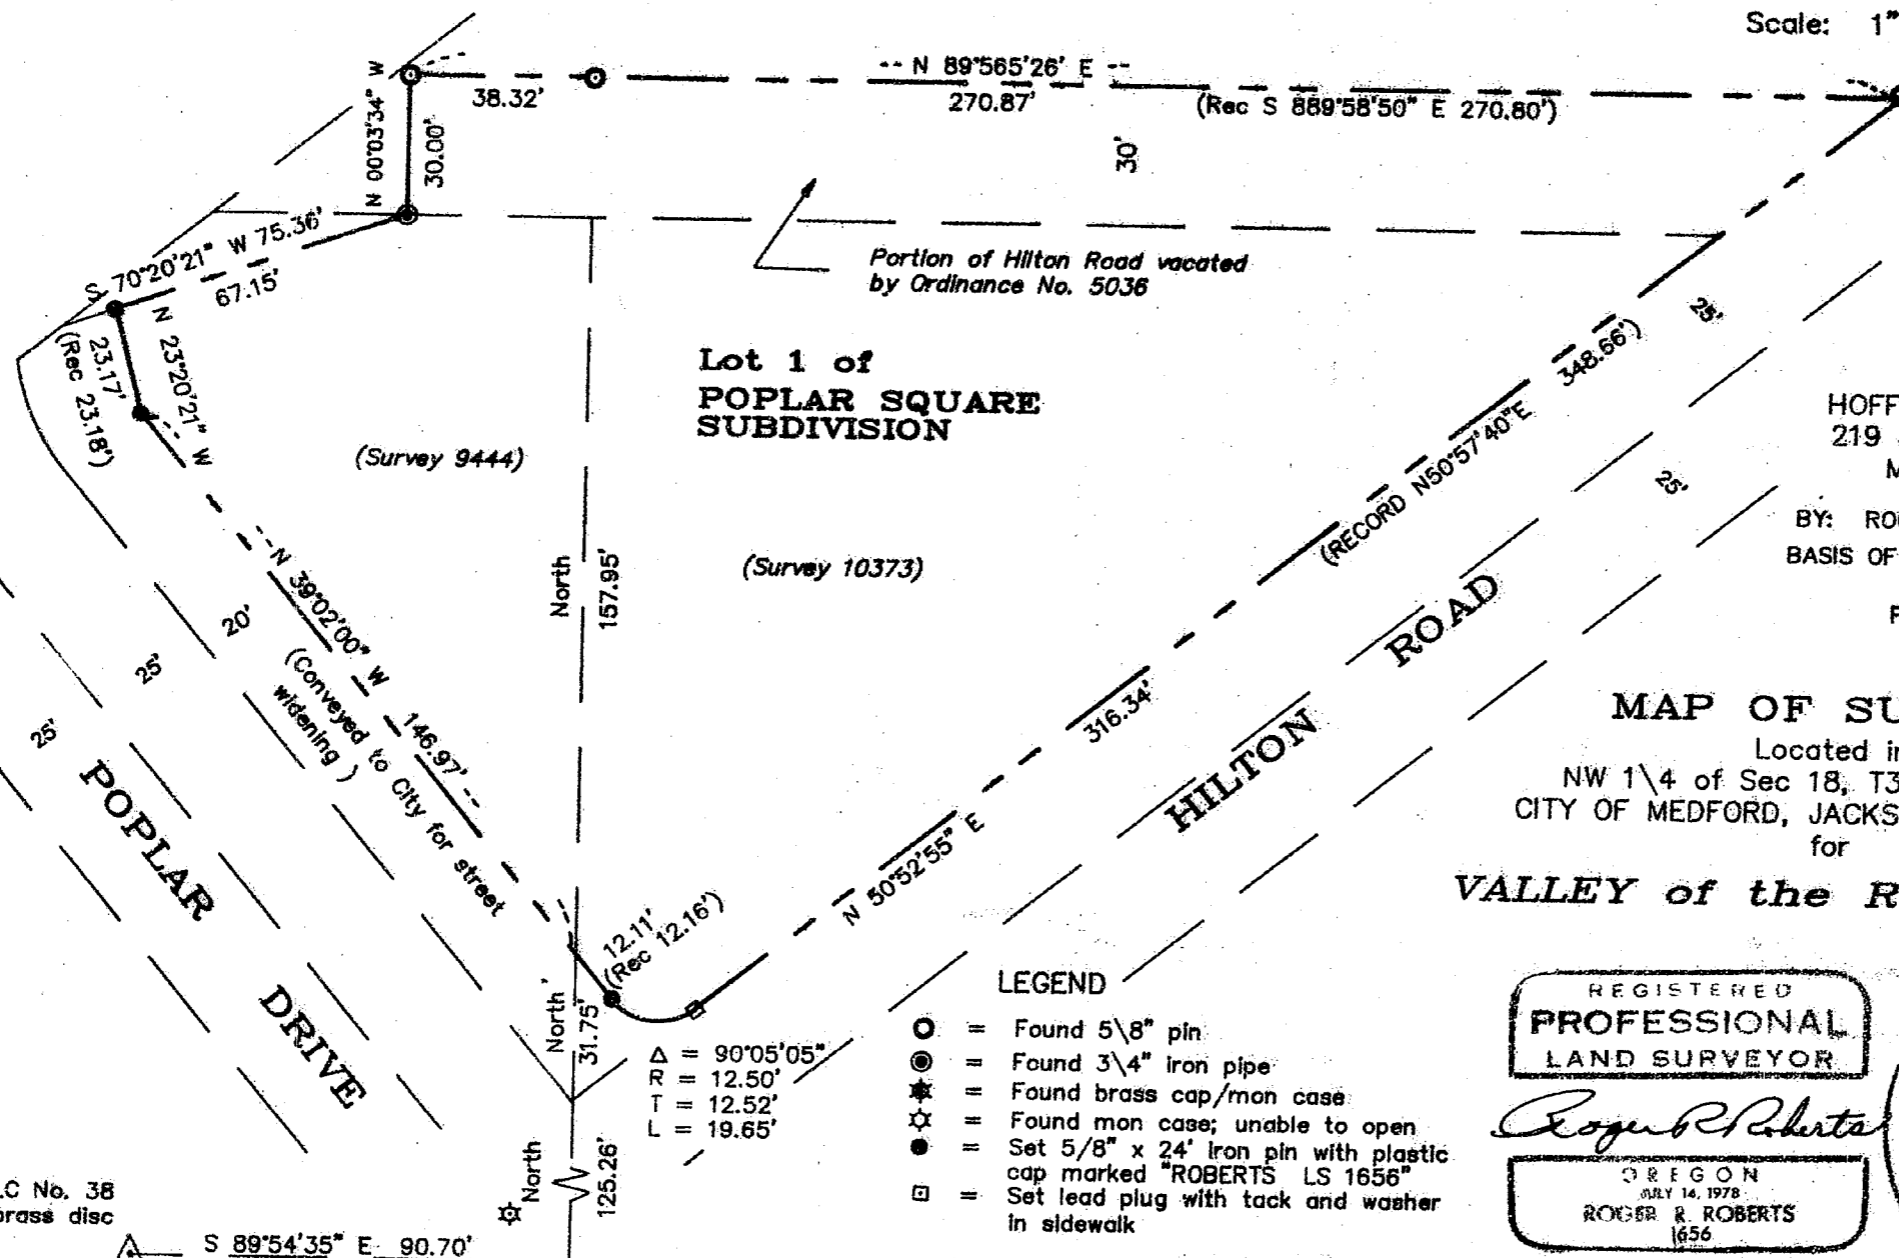 Scale: 1"
N 89°565'26' E
38.32'
270.87'
(Rec S 889°58'50" E 270.80')
N 00°03'34" W
30.00'
30'
S 70°20'21" W 75.36'
67.15'
Portion of Hilton Road vacated
by Ordinance No. 5036
N 23°20'21" W
23.17'
(Rec 23.18")
Lot 1 of
POPLAR SQUARE
SUBDIVISION
(Survey 9444)
(Survey 10373)
25'
25'
348.66')
(RECORD N50°57'40"E
HOFF
219
M
BY: RO
BASIS OF
North
157.95'
N 39°02'00" W
146.97'
(Conveyed to City for street
widening )
20'
25'
25'
POPLAR
DRIVE
316.34'
N 50°52'55" E
HILTON
ROAD
MAP OF SU
Located in
NW 1\4 of Sec 18, T3
CITY OF MEDFORD, JACKS
for
VALLEY of the R
12.11'
(Rec 12.16')
North'
31.75'
Δ = 90°05'05"
R = 12.50'
T = 12.52'
L = 19.65'
North
125.26'
LEGEND
= Found 5\8" pin
= Found 3\4" iron pipe
= Found brass cap/mon case
= Found mon case; unable to open
= Set 5/8" x 24' iron pin with plastic
cap marked "ROBERTS LS 1656"
= Set lead plug with tack and washer
in sidewalk
REGISTERED
PROFESSIONAL
LAND SURVEYOR
Roger R Roberts
OREGON
JULY 14, 1978
ROGER R. ROBERTS
1656
LC No. 38
brass disc
S 89°54'35" E 90.70'